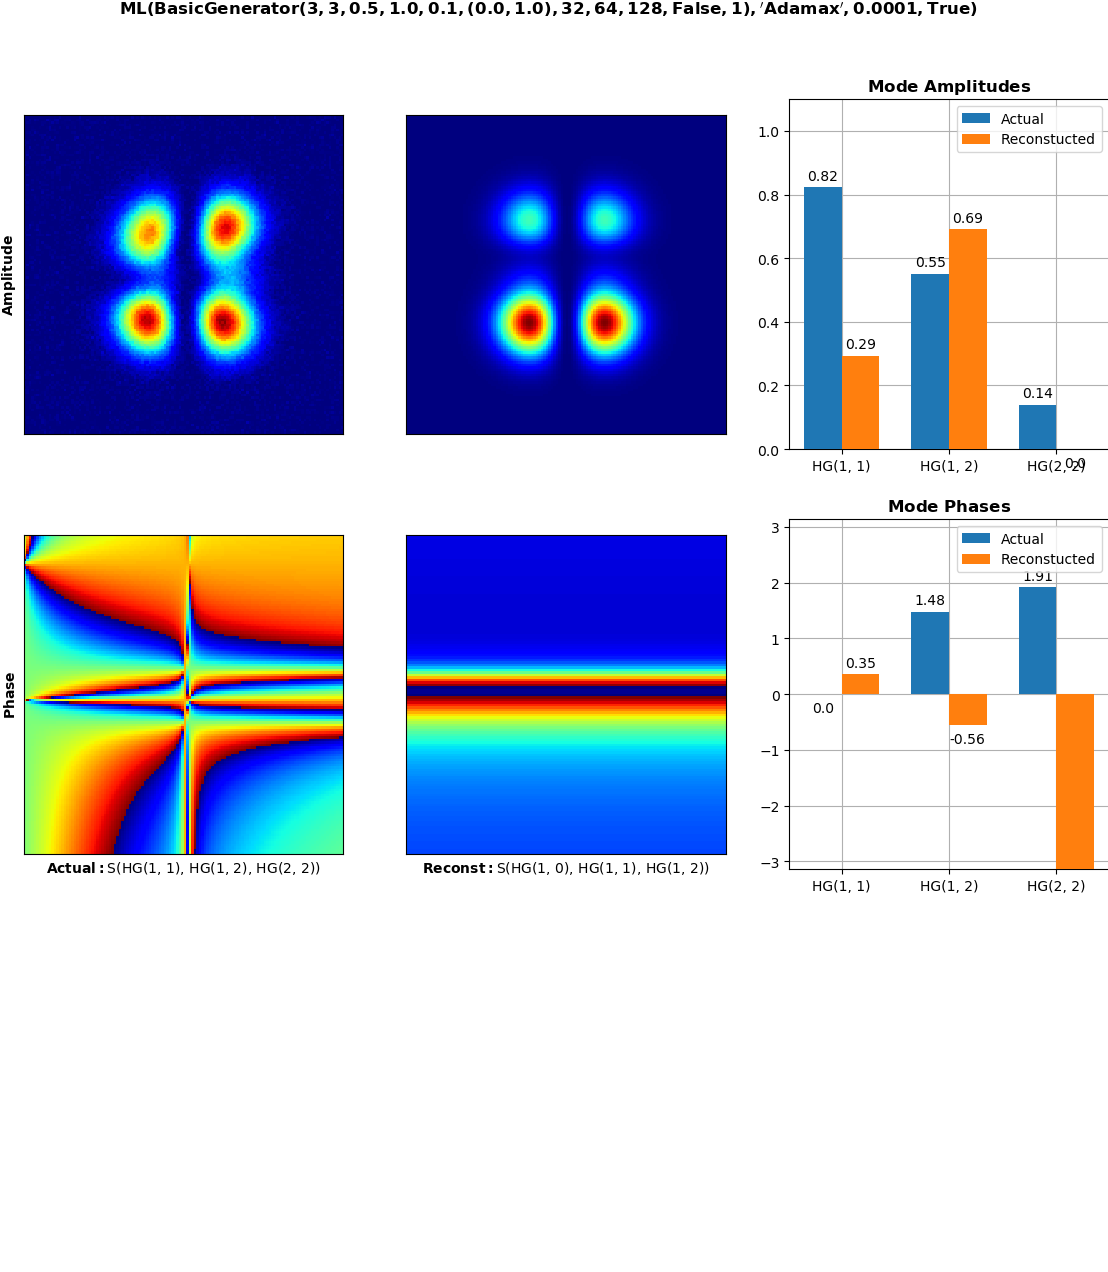 ML(BasicGenerator(3, 3, 0.5, 1.0, 0.1, (0.0, 1.0), 32, 64, 128, False, 1), ′Adamax′, 0.0001, True)
Amplitude
Mode Amplitudes
Actual
Reconstucted
1.0
0.8
0.6
0.4
0.2
0.0
0.82
0.29
0.55
0.69
0.14
0.0
HG(1, 1)
HG(1, 2)
HG(2, 2)
Phase
Actual: S(HG(1, 1), HG(1, 2), HG(2, 2))
Reconst: S(HG(1, 0), HG(1, 1), HG(1, 2))
Mode Phases
Actual
Reconstucted
3
2
1
0
−1
−2
−3
0.0
0.35
1.48
-0.56
1.91
HG(1, 1)
HG(1, 2)
HG(2, 2)